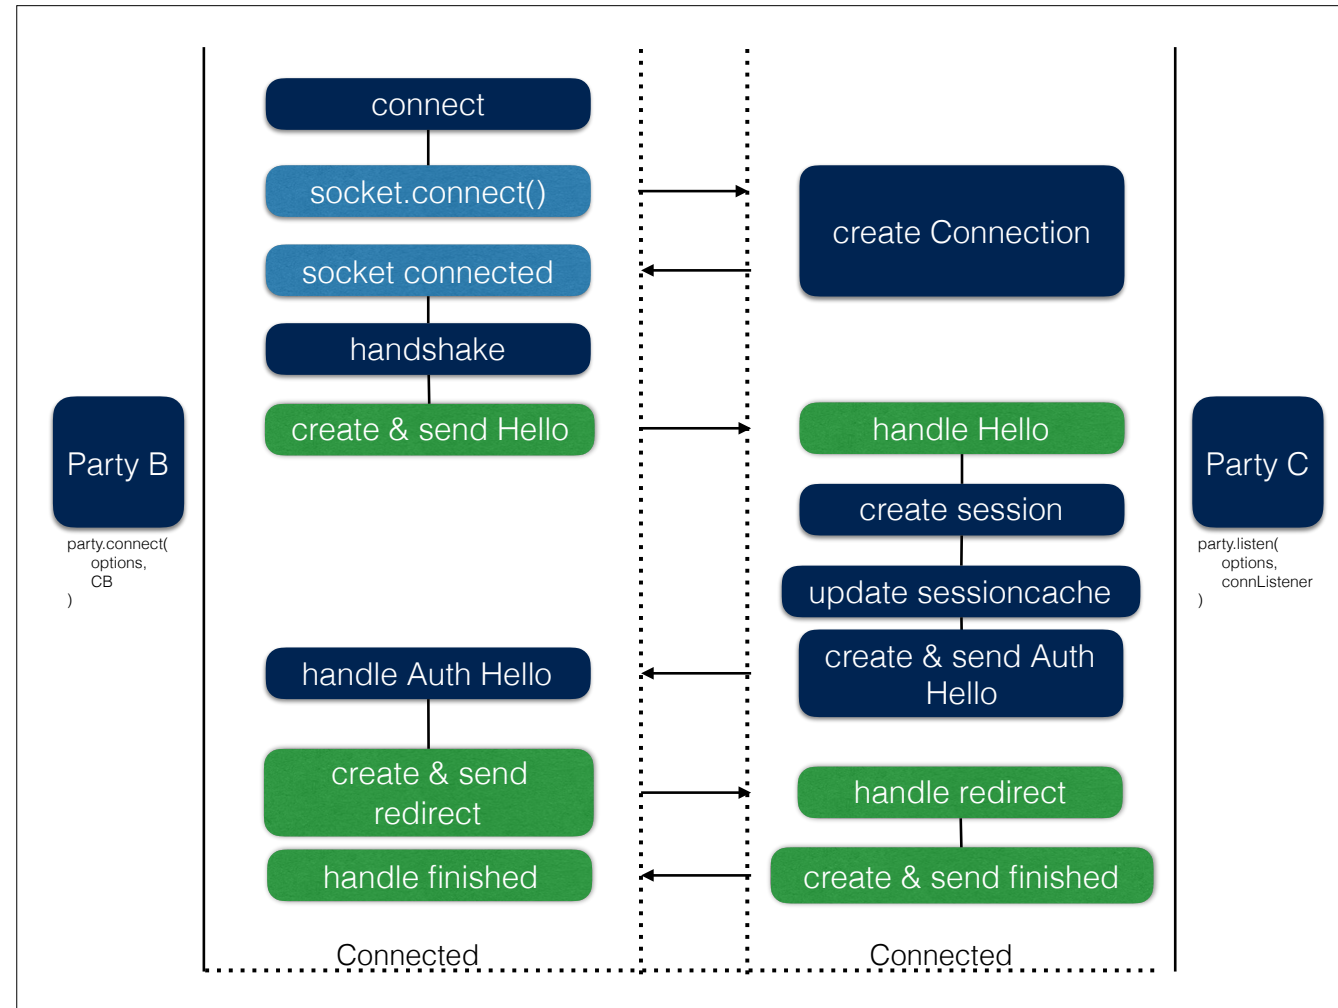 connect
socket.connect()
create Connection
socket connected
handshake
create & send Hello
handle Hello
Party B
party.connect(
options,
CB
)
Party C
party.listen(
options,
connListener
)
create session
update sessioncache
create & send Auth
Hello
handle Auth Hello
create & send
redirect
handle redirect
handle finished
create & send finished
Connected
Connected